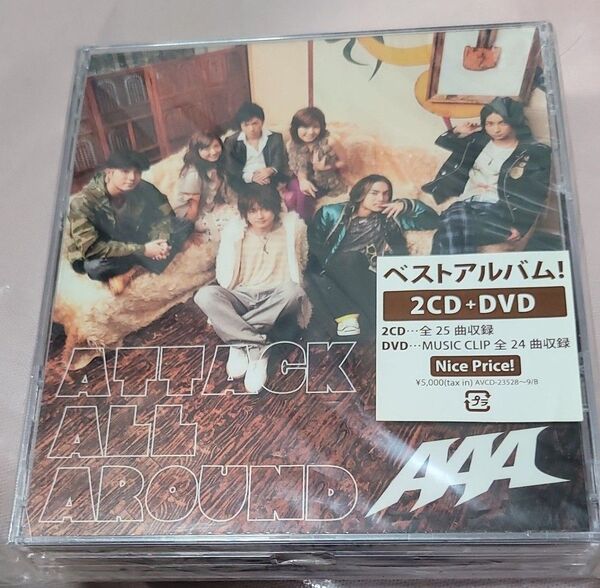 ベストアルバム!
2CD+DVD
2CD…全25曲収録
DVD…MUSIC CLIP 全24曲収録
Nice Price!
¥5,000(tax in) AVCD-23528〜9/B
プラ
ATTACK
ALL
AROUND
AAA